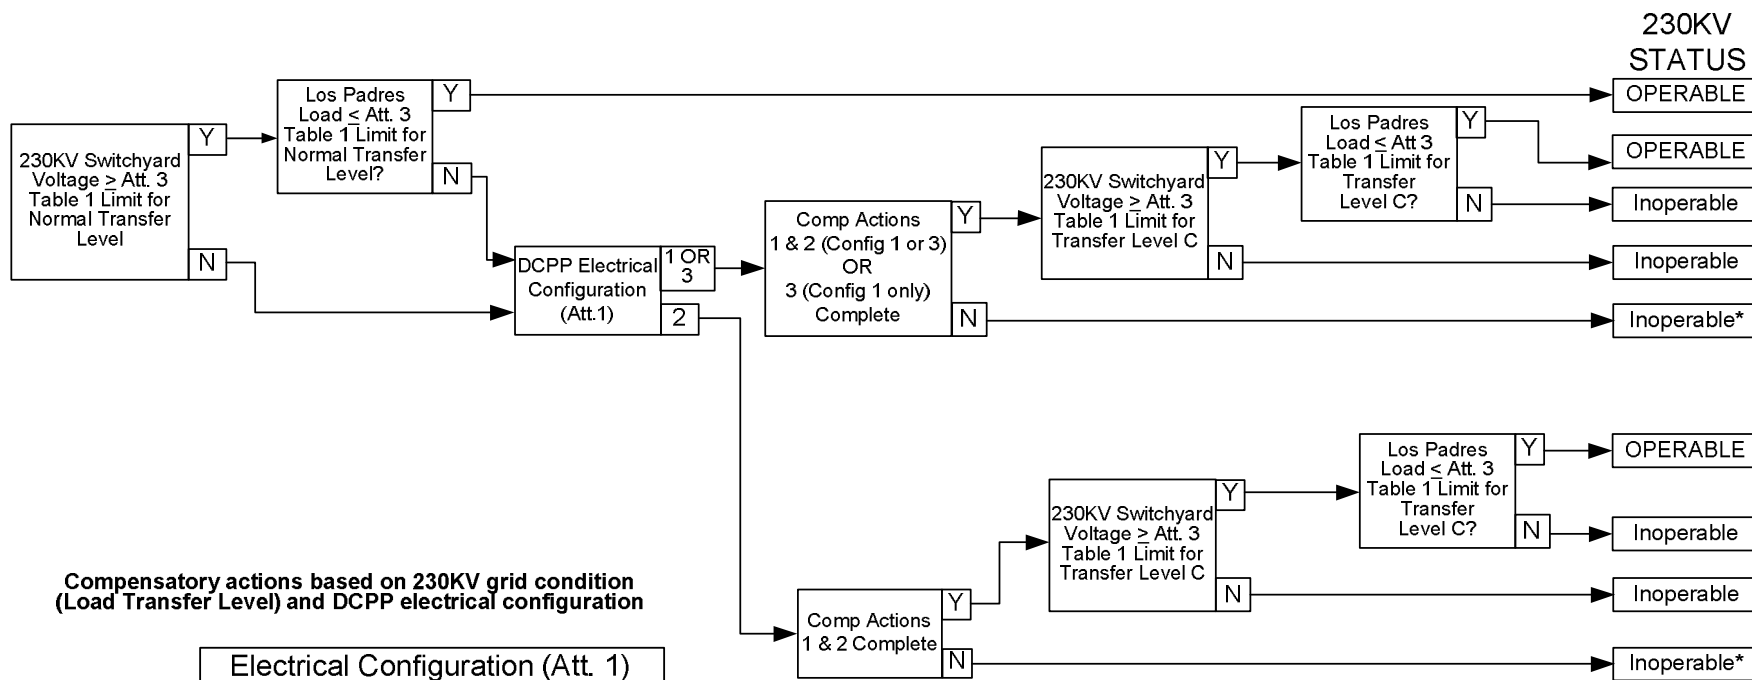 230KV
STATUS
230KV Switchyard
Voltage ≥ Att. 3
Table 1 Limit for
Normal Transfer
Level
Y
N
Los Padres
Load ≤ Att. 3
Table 1 Limit for
Normal Transfer
Level?
Y
N
OPERABLE
DCPP Electrical
Configuration
(Att.1)
1 OR
3
2
Comp Actions
1 & 2 (Config 1 or 3)
OR
3 (Config 1 only)
Complete
Y
N
230KV Switchyard
Voltage ≥ Att. 3
Table 1 Limit for
Transfer Level C
Y
N
Los Padres
Load ≤ Att 3
Table 1 Limit for
Transfer
Level C?
Y
N
OPERABLE
Inoperable
Inoperable
Inoperable*
Comp Actions
1 & 2 Complete
Y
N
230KV Switchyard
Voltage ≥ Att. 3
Table 1 Limit for
Transfer Level C
Y
N
Los Padres
Load ≤ Att. 3
Table 1 Limit for
Transfer
Level C?
Y
N
OPERABLE
Inoperable
Inoperable
Inoperable*
Compensatory actions based on 230KV grid condition
(Load Transfer Level) and DCPP electrical configuration
Electrical Configuration (Att. 1)